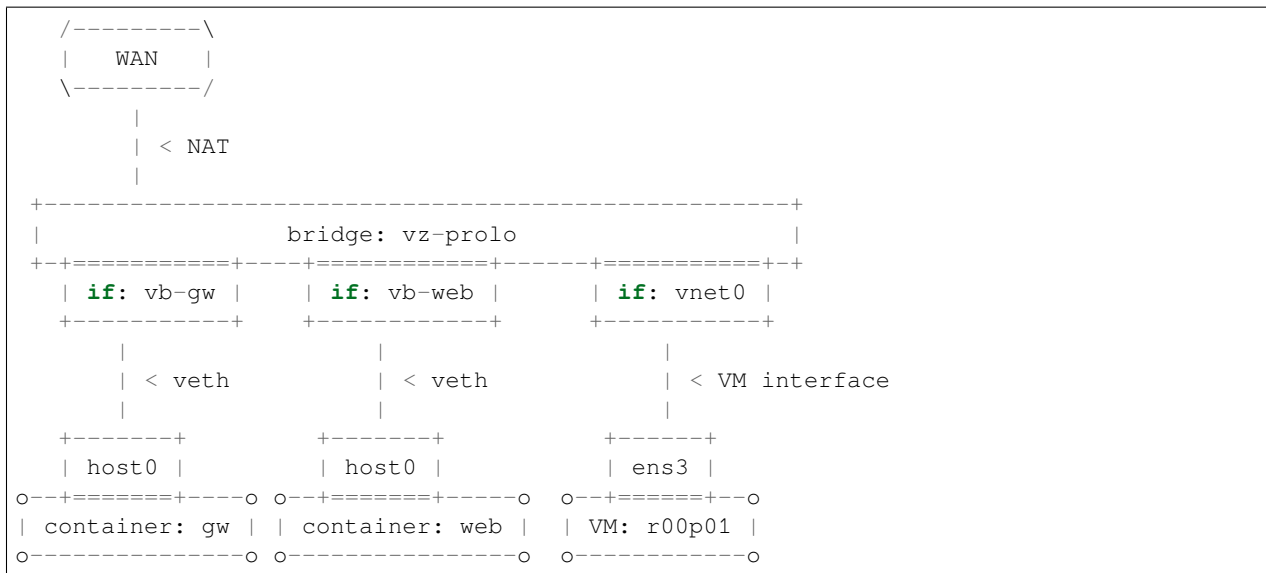 /---------\
|   WAN   |
\---------/
|
| < NAT
|
+-------------------------------------------------+
|                bridge: vz-prolo                 |
+-+===========+----+============+------+===========+-+
| if: vb-gw |    | if: vb-web |      | if: vnet0 |
+-----------+    +------------+      +-----------+
|                |                  |
| < veth         | < veth           | < VM interface
|                |                  |
+-------+         +-------+          +------+
| host0 |         | host0 |          | ens3 |
o--+=======+----o o--+=======+-----o  o--+======+--o
| container: gw | | container: web |  | VM: r00p01 |
o---------------o o----------------o  o------------o